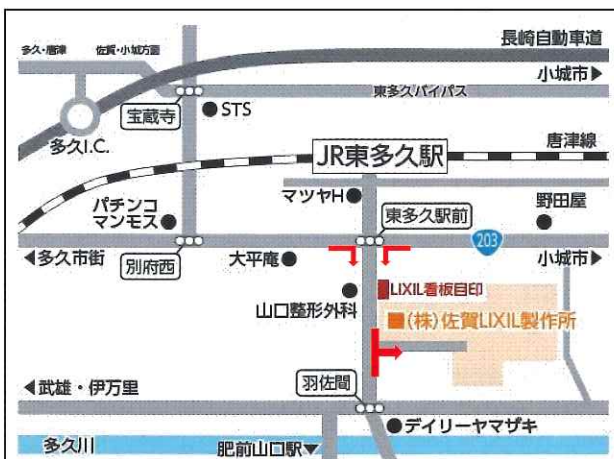 多久・唐津
佐賀・小城方面
長崎自動車道
小城市▶
東多久バイパス
宝蔵寺
STS
多久I.C.
唐津線
JR東多久駅
マツヤH
パチンコ
マンモス
東多久駅前
野田屋
203
◀多久市街
別府西
大平庵
小城市▶
LIXIL看板目印
山口整形外科
(株)佐賀LIXIL製作所
羽佐間
◀武雄・伊万里
デイリーヤマザキ
多久川
肥前山口駅▼